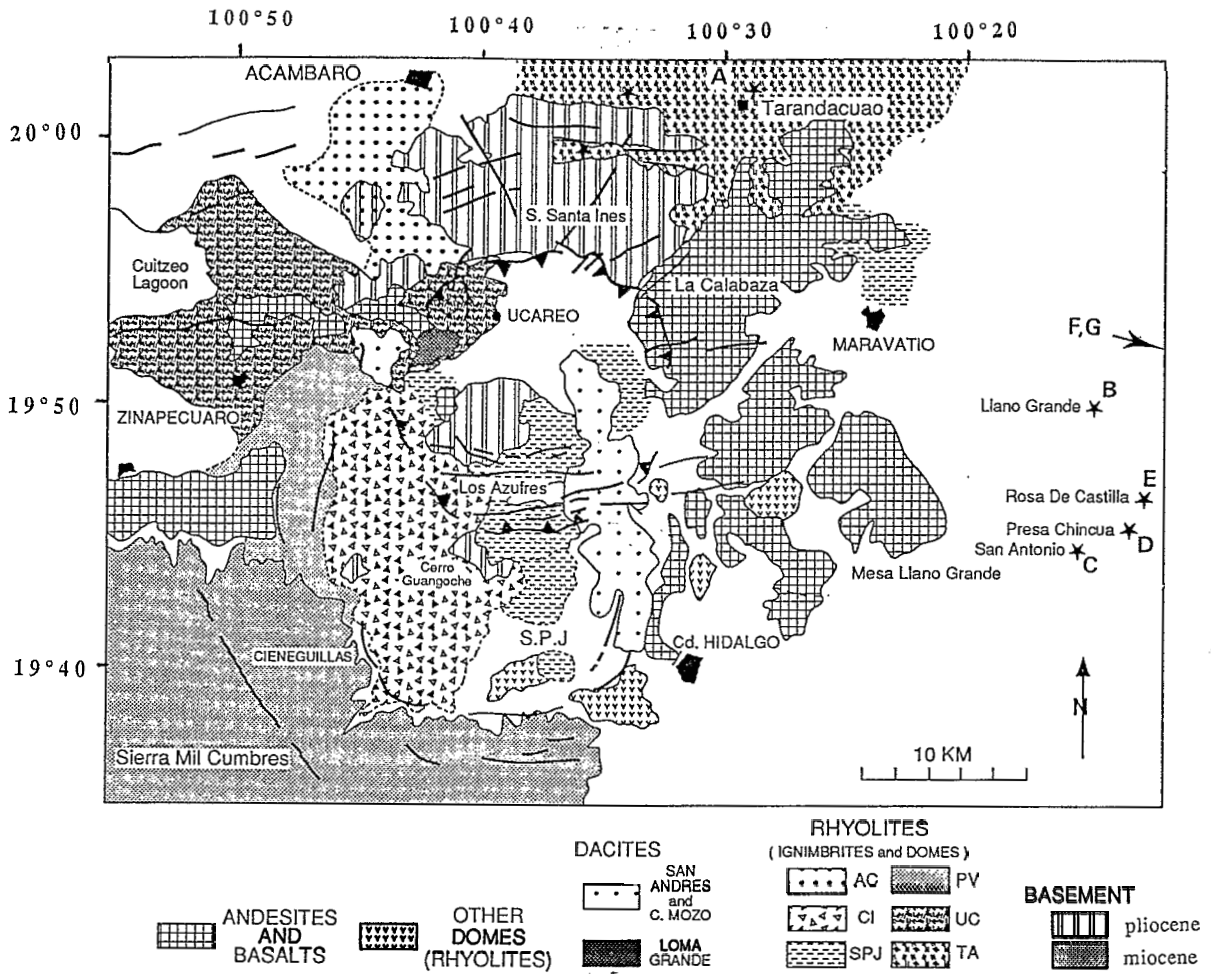 100°50 100°40 100°30 100°20
ACAMBARO
A
Tarandacuao
20°00
S. Santa Ines
Cuitzeo
Lagoon
La Calabaza
UCAREO
MARAVATIO
F,G
19°50
ZINAPECUARO
B
Llano Grande
Los Azufres
E
Rosa De Castilla
Presa Chincua
D
San Antonio
C
Cerro
Guangoche
Mesa Llano Grande
S.P.J
Cd. HIDALGO
CIENEGUILLAS
19°40
N
Sierra Mil Cumbres
10 KM
ANDESITES
AND
BASALTS
OTHER
DOMES
(RHYOLITES)
DACITES
SAN
ANDRES
and
C. MOZO
LOMA
GRANDE
RHYOLITES
( IGNIMBRITES and DOMES )
AC PV
CI UC
SPJ TA
BASEMENT
pliocene
miocene